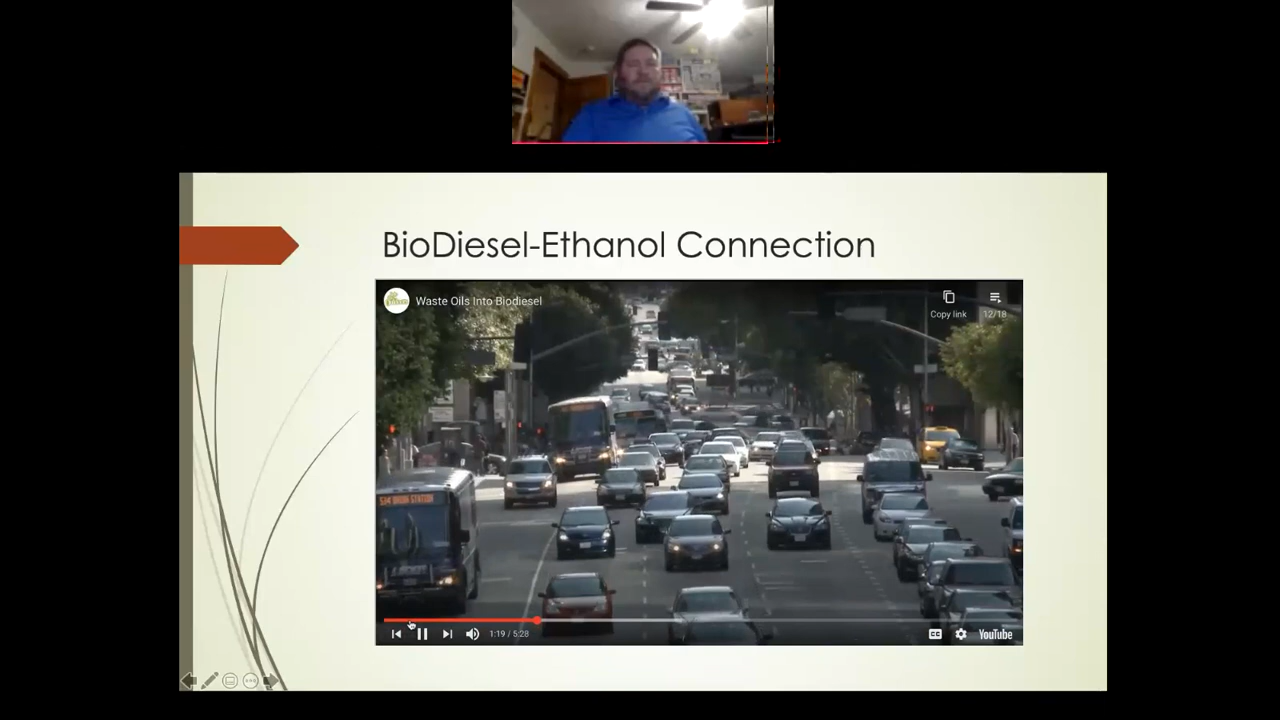 BioDiesel-Ethanol Connection
Waste Oils Into Biodiesel
Copy link
12/18
1:19 / 5:28
CC
YouTube